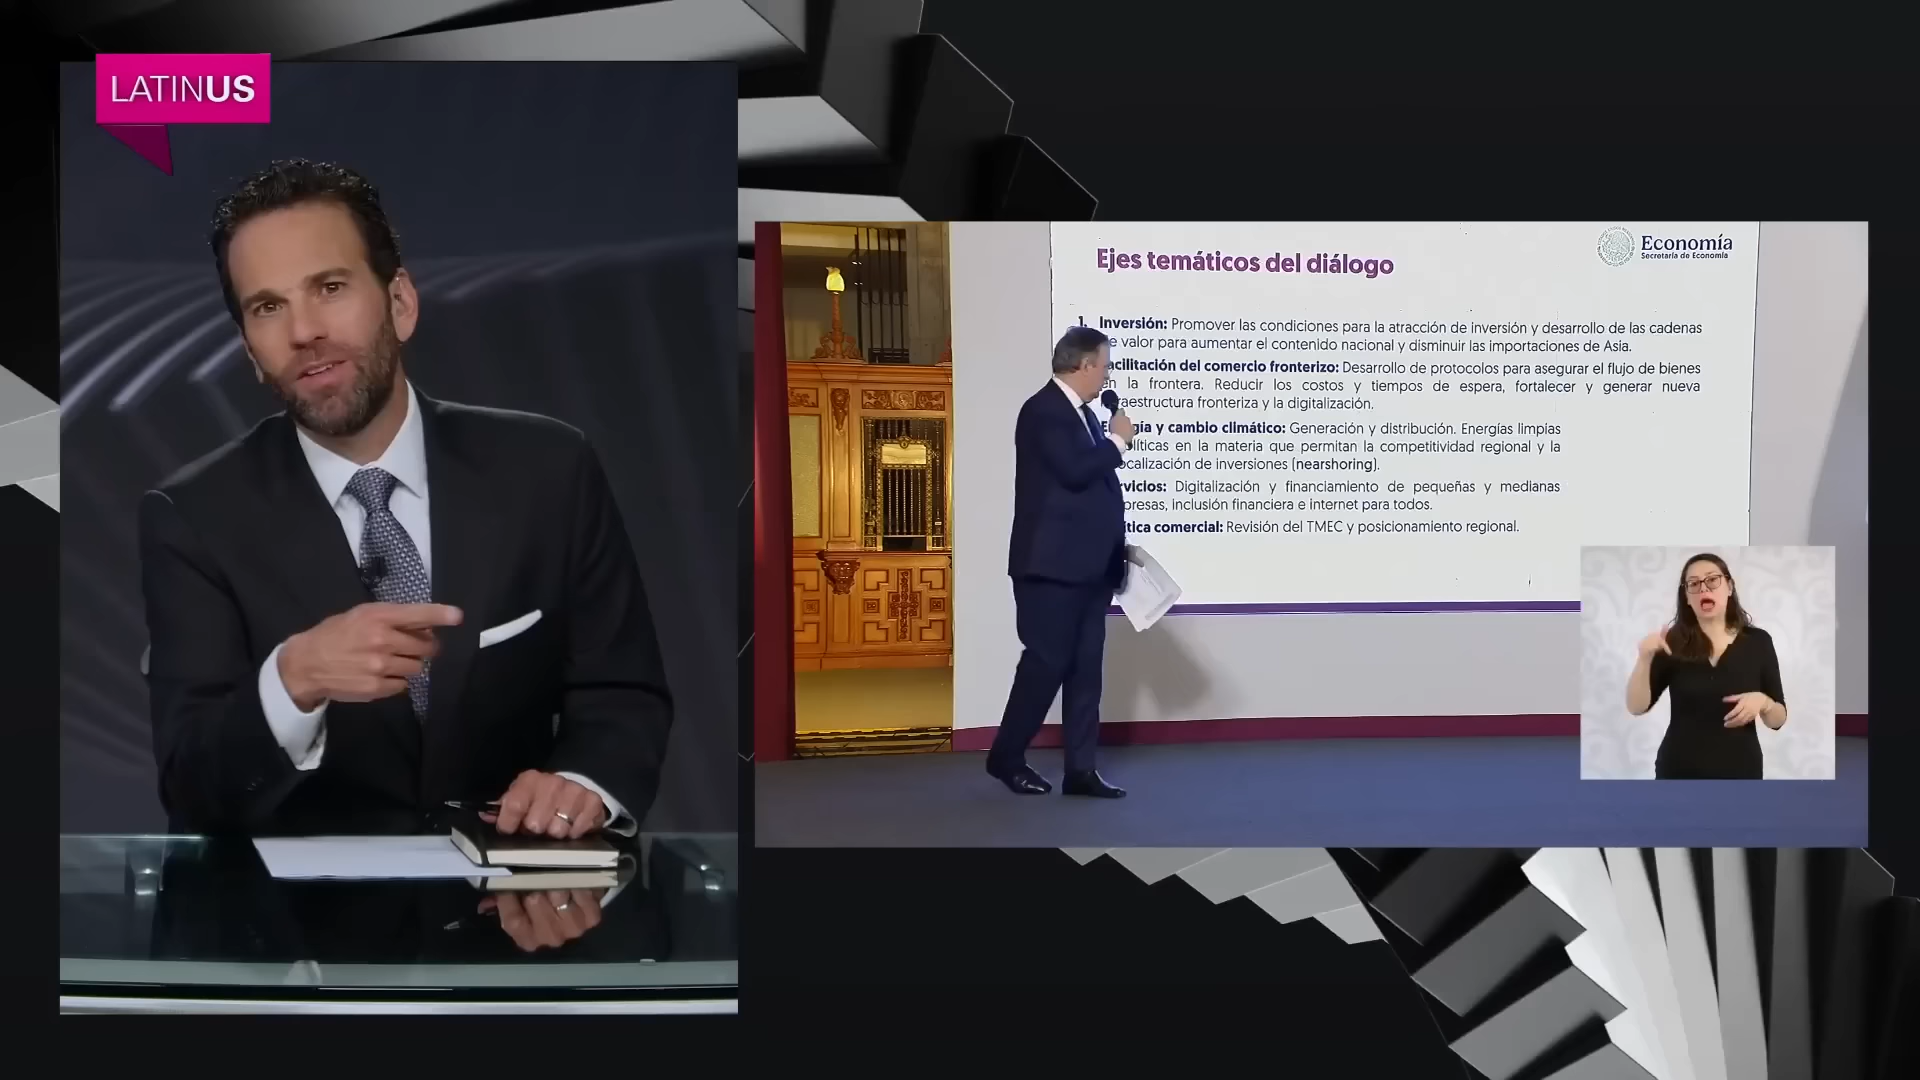 LATINUS
Ejes temáticos del diálogo
Economía
Secretaría de Economía
1. Inversión: Promover las condiciones para la atracción de inversión y desarrollo de las cadenas
valor para aumentar el contenido nacional y disminuir las importaciones de Asia.
acilitación del comercio fronterizo: Desarrollo de protocolos para asegurar el flujo de bienes
en la frontera. Reducir los costos y tiempos de espera, fortalecer y generar nueva
raestructura fronteriza y la digitalización.
y cambio climático: Generación y distribución. Energías limpias
olíticas en la materia que permitan la competitividad regional y la
ocalización de inversiones (nearshoring).
rvicios: Digitalización y financiamiento de pequeñas y medianas
presas, inclusión financiera e internet para todos.
ítica comercial: Revisión del TMEC y posicionamiento regional.